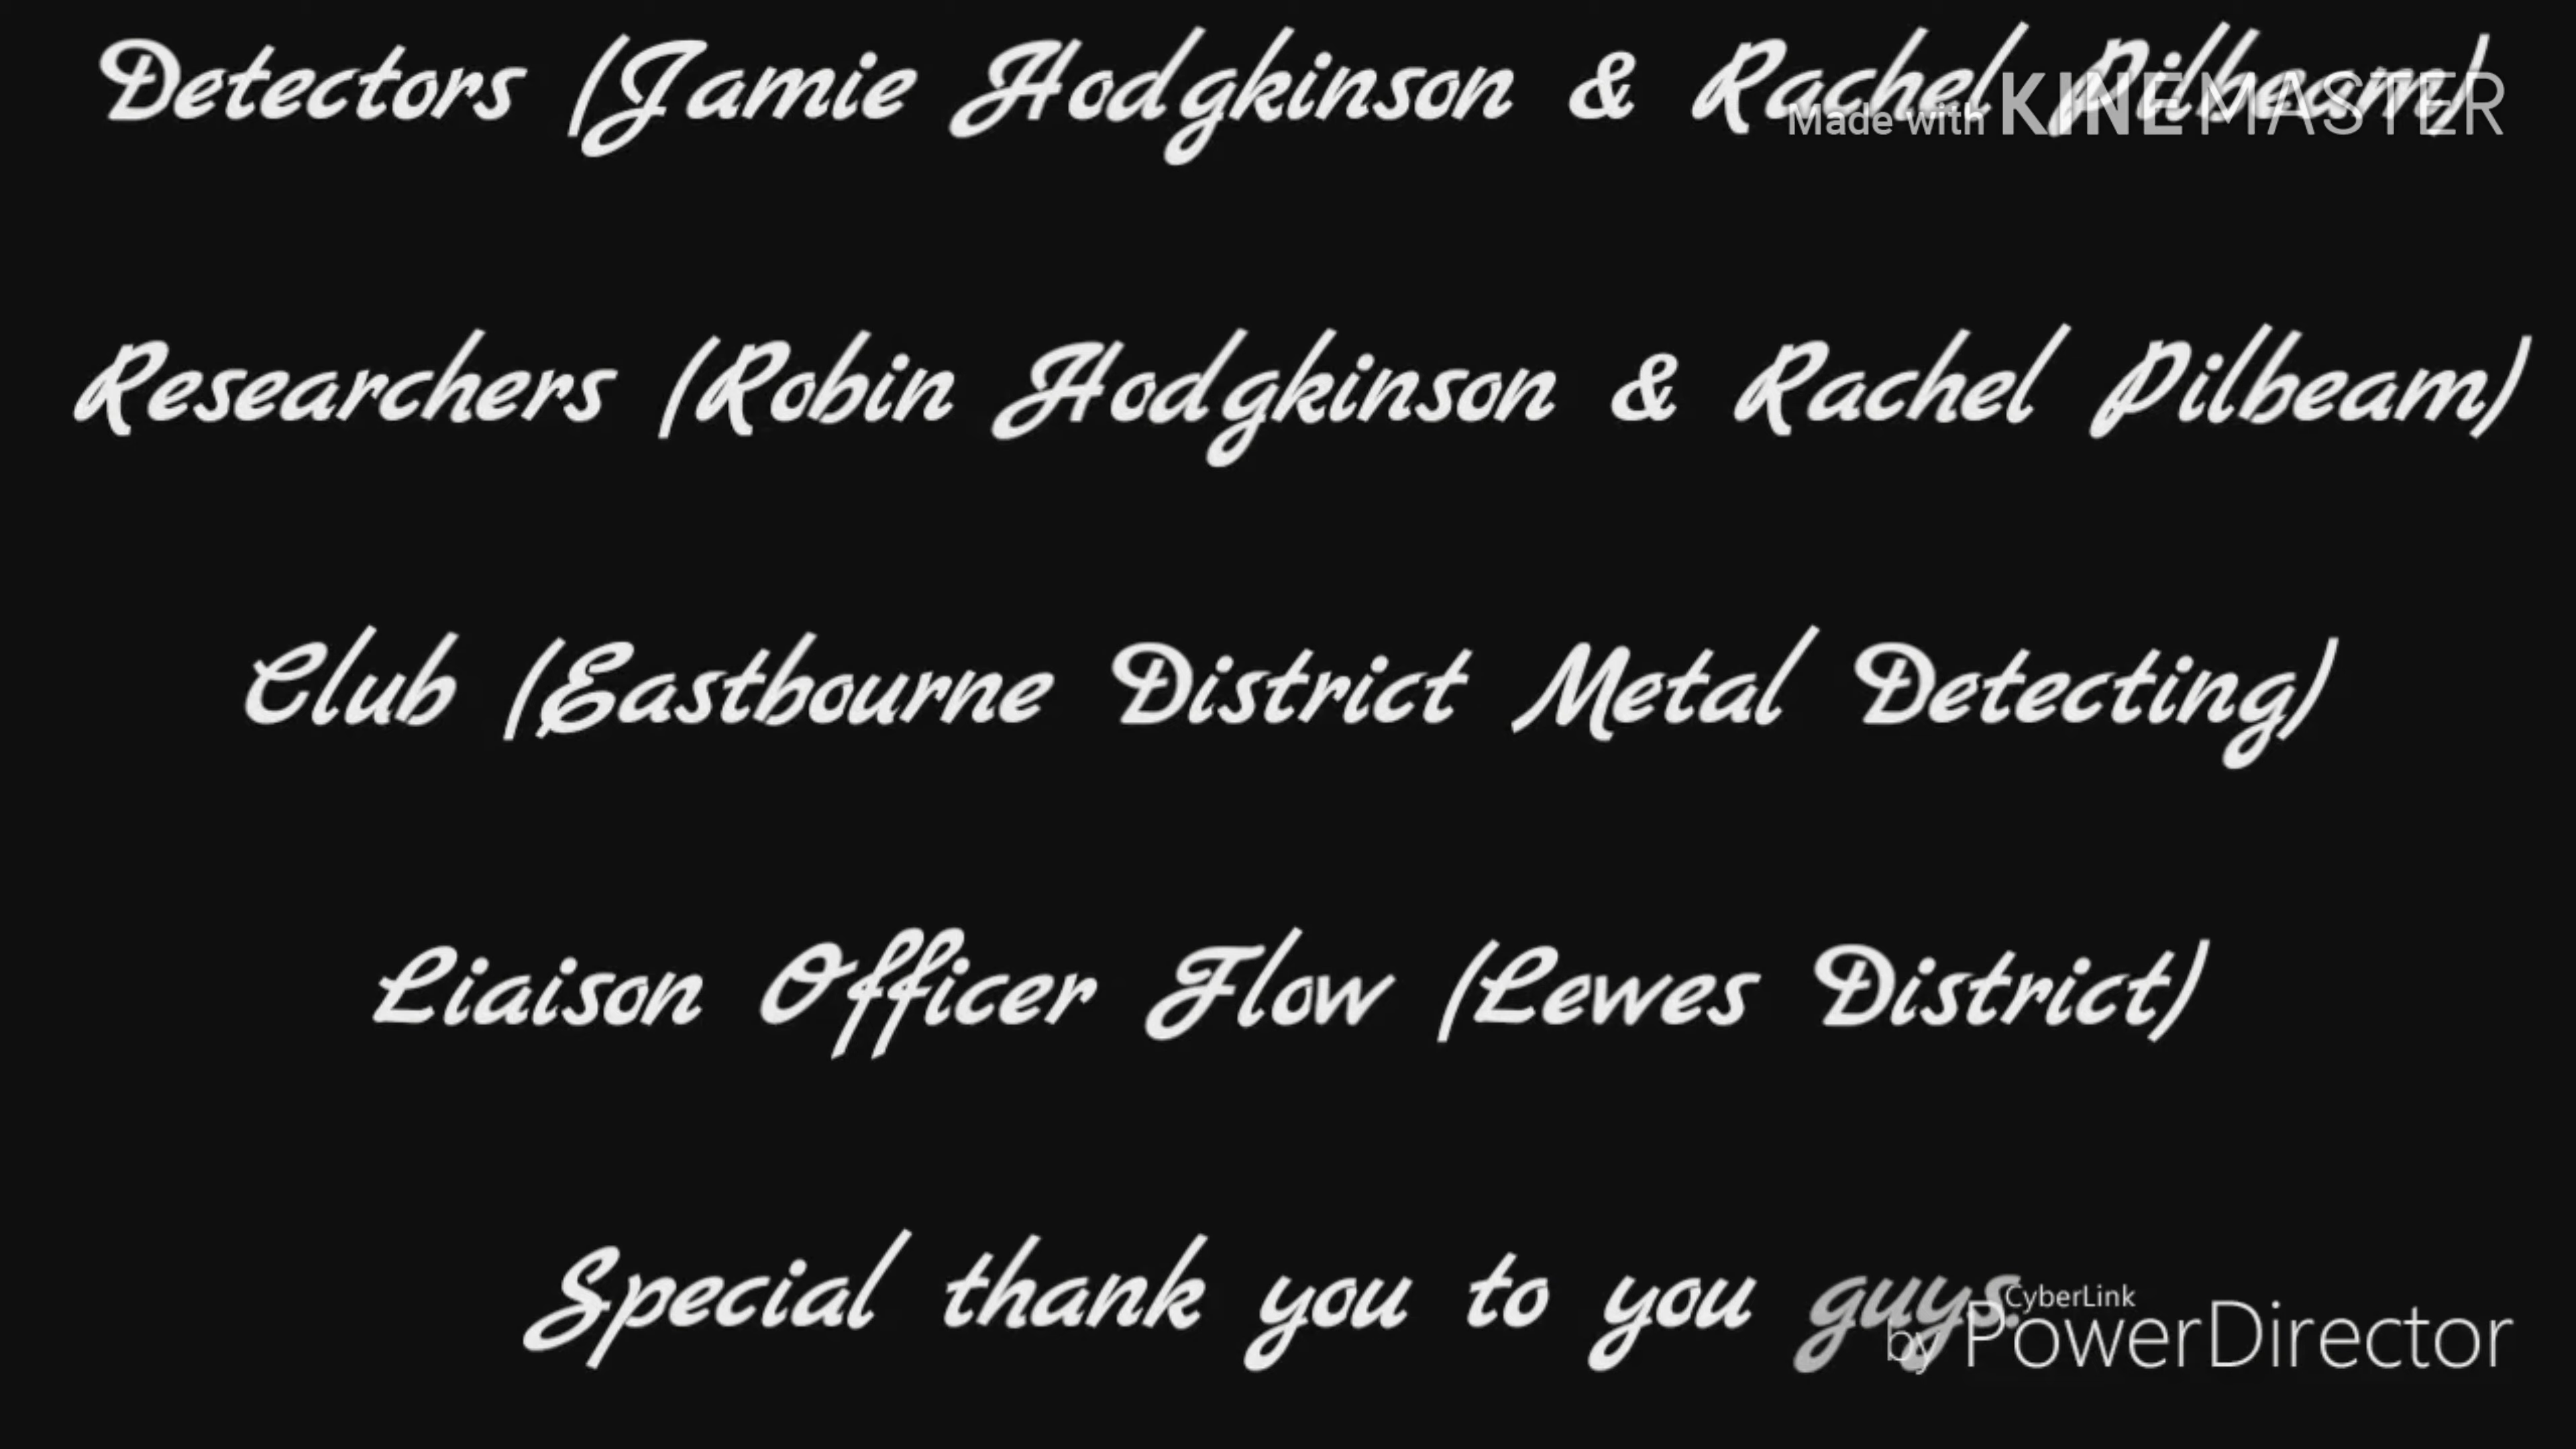 Detectors (Jamie Hodgkinson & Rachel Pilbeam)
Made with KINEMASTER
Researchers (Robin Hodgkinson & Rachel Pilbeam)
Club (Eastbourne District Metal Detecting)
Liaison Officer Flow (Lewes District)
Special thank you to you guys.
CyberLink
by PowerDirector